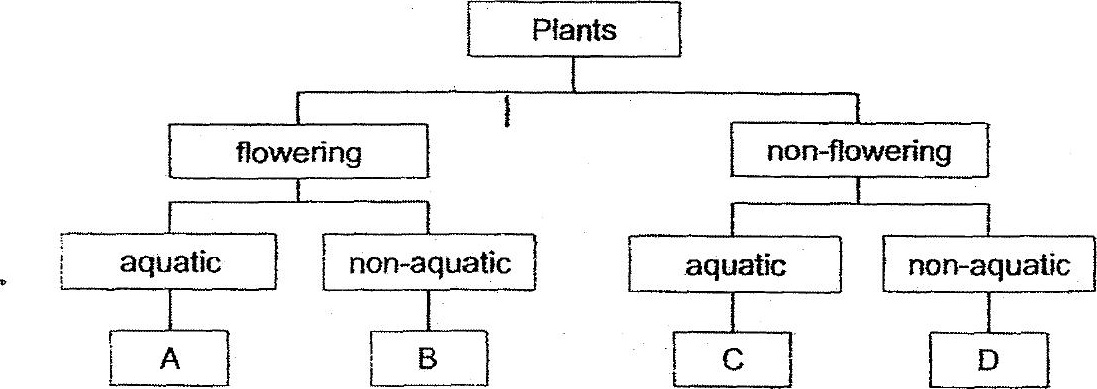 Plants
flowering non-flowering
aquatic non-aquatic aquatic non-aquatic
A B C D